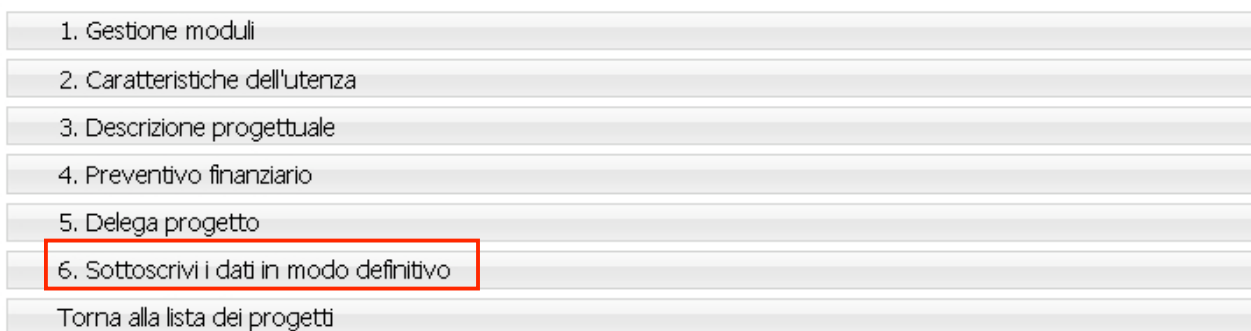 1. Gestione moduli
2. Caratteristiche dell'utenza
3. Descrizione progettuale
4. Preventivo finanziario
5. Delega progetto
6. Sottoscrivi i dati in modo definitivo
Torna alla lista dei progetti